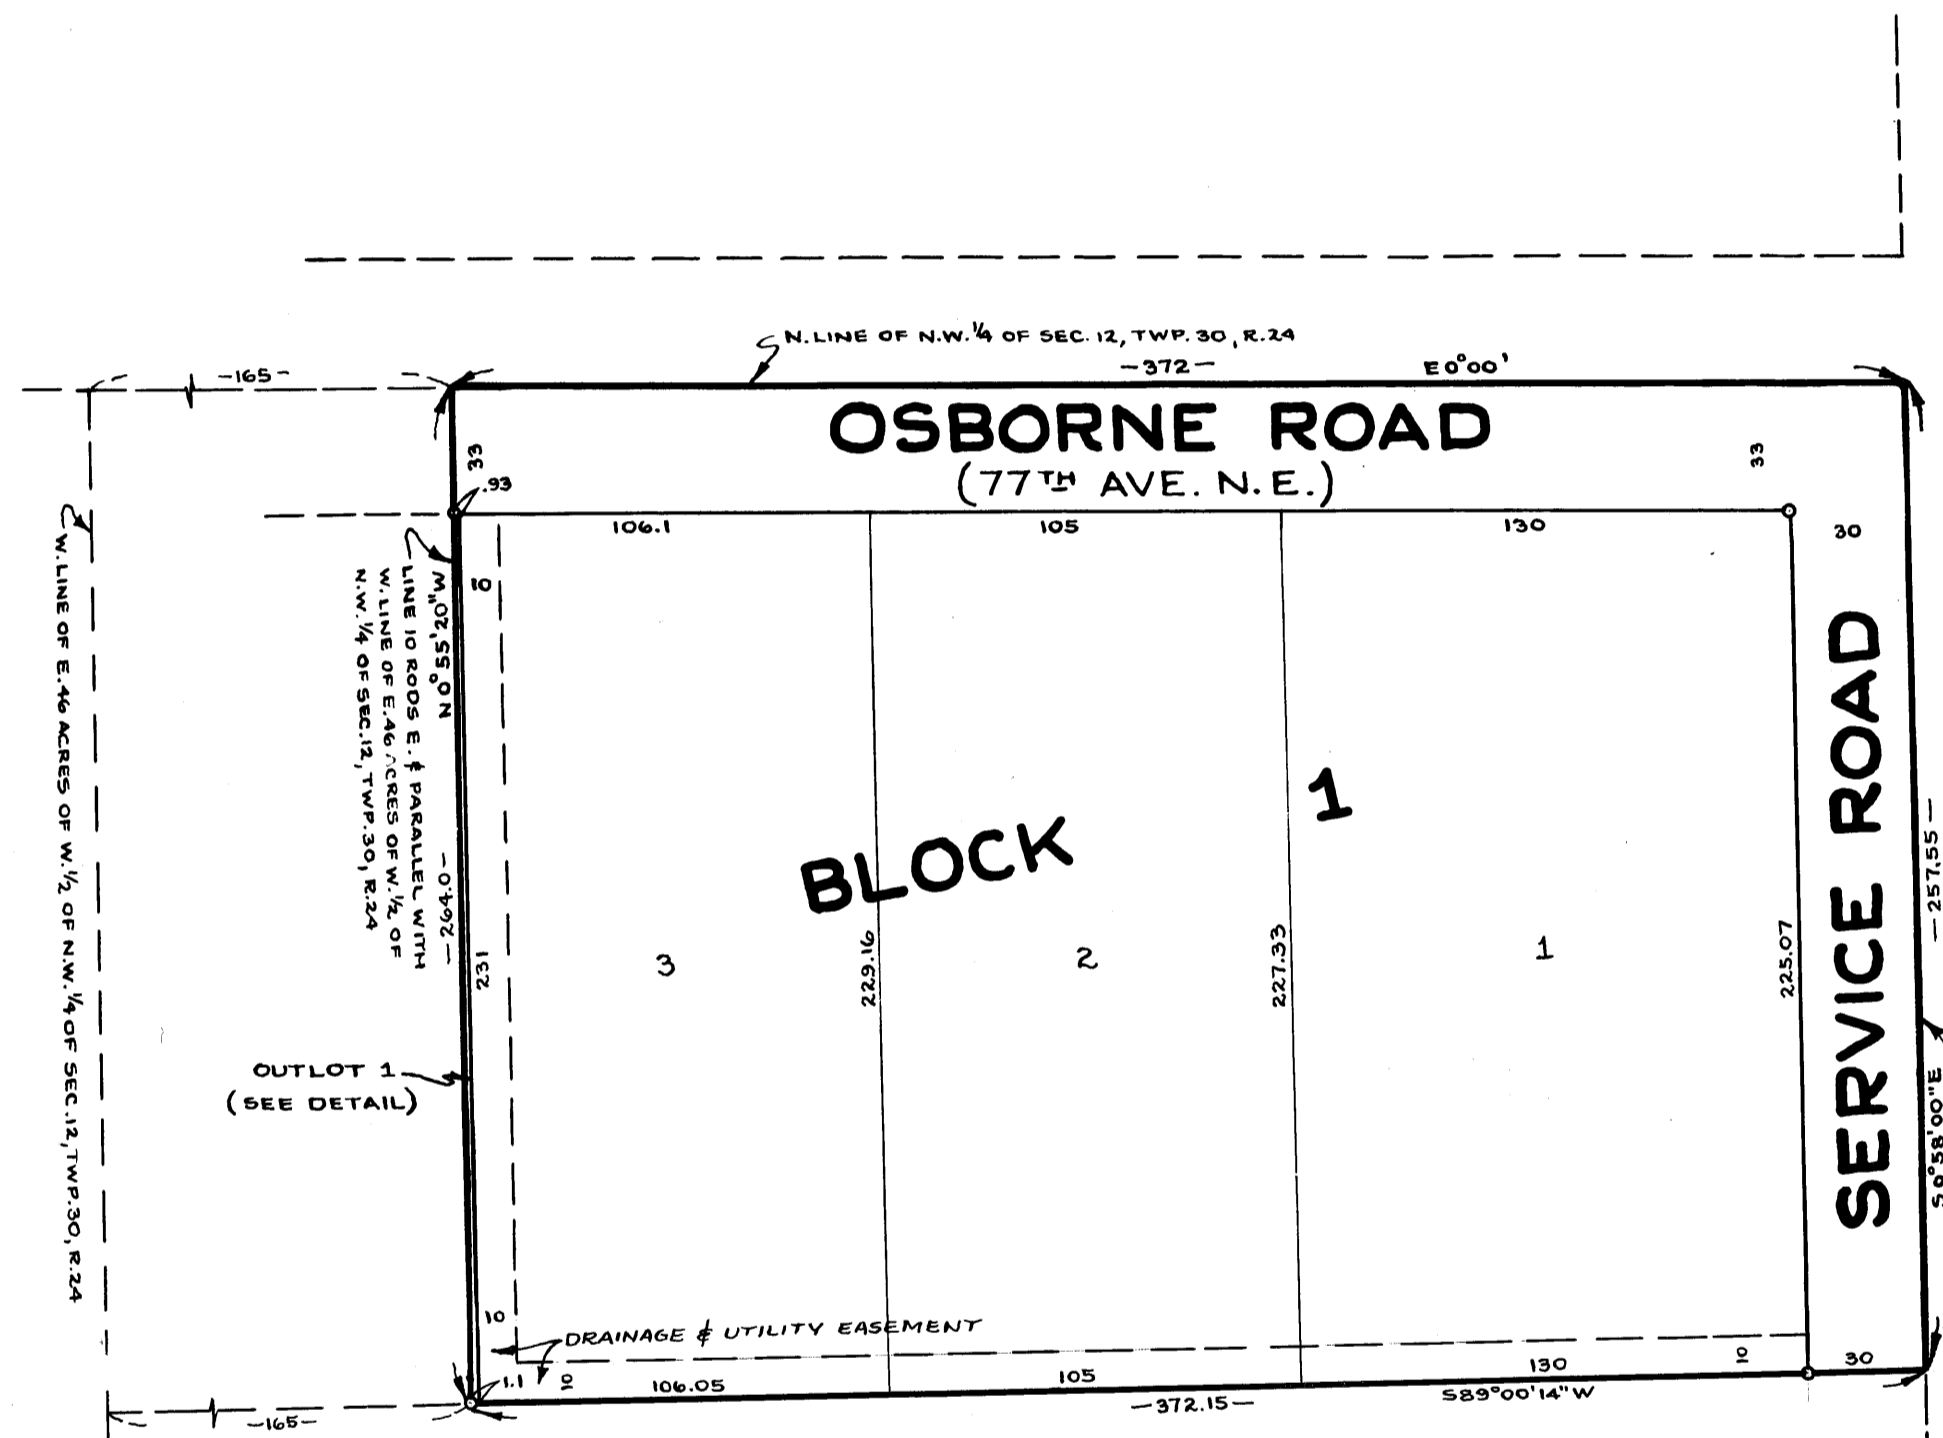 N. LINE OF N.W. ¼ OF SEC. 12, TWP. 30, R.24
-165-
-372-
E 0°00'
OSBORNE ROAD
(77TH AVE. N.E.)
33
33
.93
106.1
105
130
30
10
N 0°55'20"W
LINE 10 RODS E. & PARALLEL WITH
W. LINE OF E. 46 ACRES OF W. ½ OF
N.W. ¼ OF SEC. 12, TWP. 30, R.24
W. LINE OF E. 46 ACRES OF W. ½ OF N.W. ¼ OF SEC. 12, TWP. 30, R.24
BLOCK 1
SERVICE ROAD
-264.0-
231
3
229.16
2
227.33
1
225.07
-257.55-
S 0°58'00"E
OUTLOT 1
(SEE DETAIL)
10
DRAINAGE & UTILITY EASEMENT
1.1
10
106.05
105
130
10
30
-372.15-
S89°00'14"W
-165-